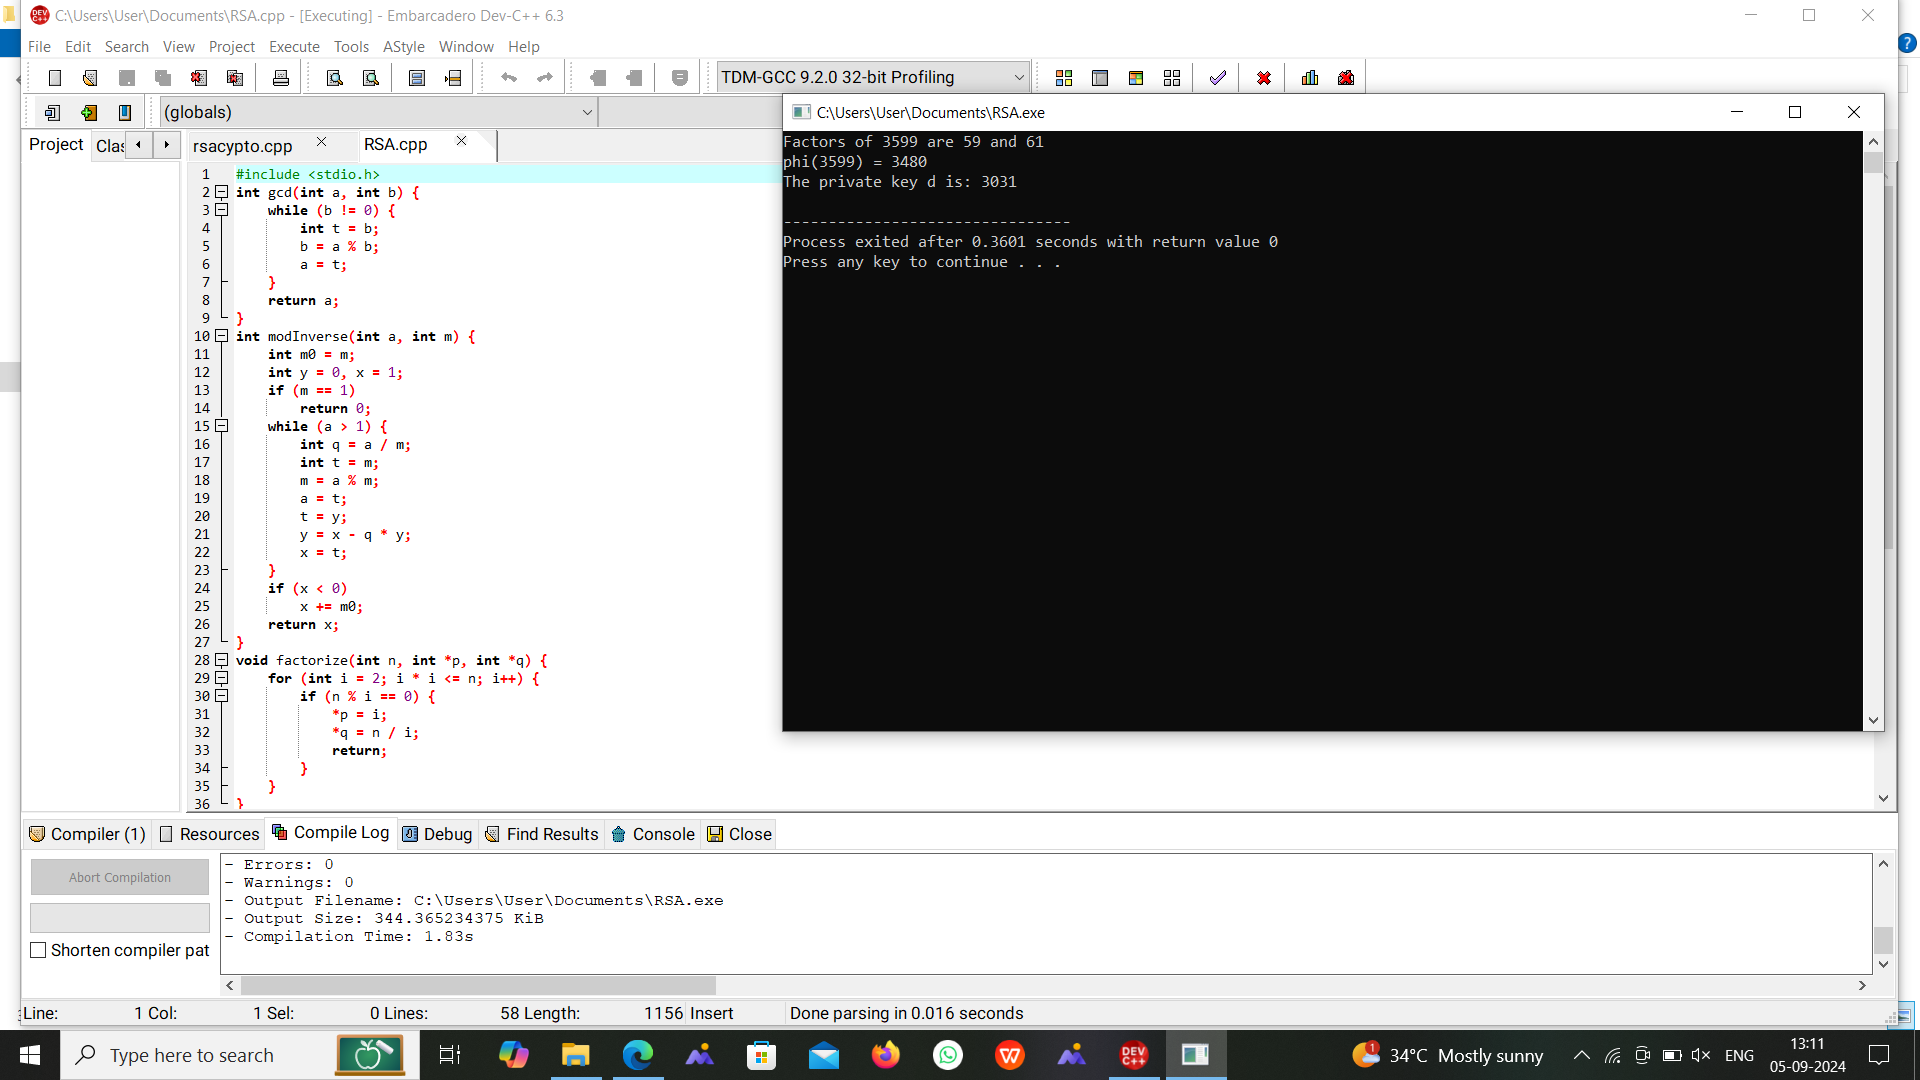 C:\Users\User\Documents\RSA.cpp - [Executing] - Embarcadero Dev-C++ 6.3
File Edit Search View Project Execute Tools AStyle Window Help
TDM-GCC 9.2.0 32-bit Profiling
(globals)
Project Clas
rsacypto.cpp RSA.cpp
1 #include <stdio.h>
2 int gcd(int a, int b) {
3 while (b != 0) {
4 int t = b;
5 b = a % b;
6 a = t;
7 }
8 return a;
9 }
10 int modInverse(int a, int m) {
11 int m0 = m;
12 int y = 0, x = 1;
13 if (m == 1)
14 return 0;
15 while (a > 1) {
16 int q = a / m;
17 int t = m;
18 m = a % m;
19 a = t;
20 t = y;
21 y = x - q * y;
22 x = t;
23 }
24 if (x < 0)
25 x += m0;
26 return x;
27 }
28 void factorize(int n, int *p, int *q) {
29 for (int i = 2; i * i <= n; i++) {
30 if (n % i == 0) {
31 *p = i;
32 *q = n / i;
33 return;
34 }
35 }
36 }
C:\Users\User\Documents\RSA.exe
Factors of 3599 are 59 and 61
phi(3599) = 3480
The private key d is: 3031
--------------------------------
Process exited after 0.3601 seconds with return value 0
Press any key to continue . . .
Compiler (1) Resources Compile Log Debug Find Results Console Close
Abort Compilation
Shorten compiler pat
- Errors: 0
- Warnings: 0
- Output Filename: C:\Users\User\Documents\RSA.exe
- Output Size: 344.365234375 KiB
- Compilation Time: 1.83s
Line: 1 Col: 1 Sel: 0 Lines: 58 Length: 1156 Insert Done parsing in 0.016 seconds
Type here to search
DEV C++
1
34°C Mostly sunny
ENG
13:11
05-09-2024